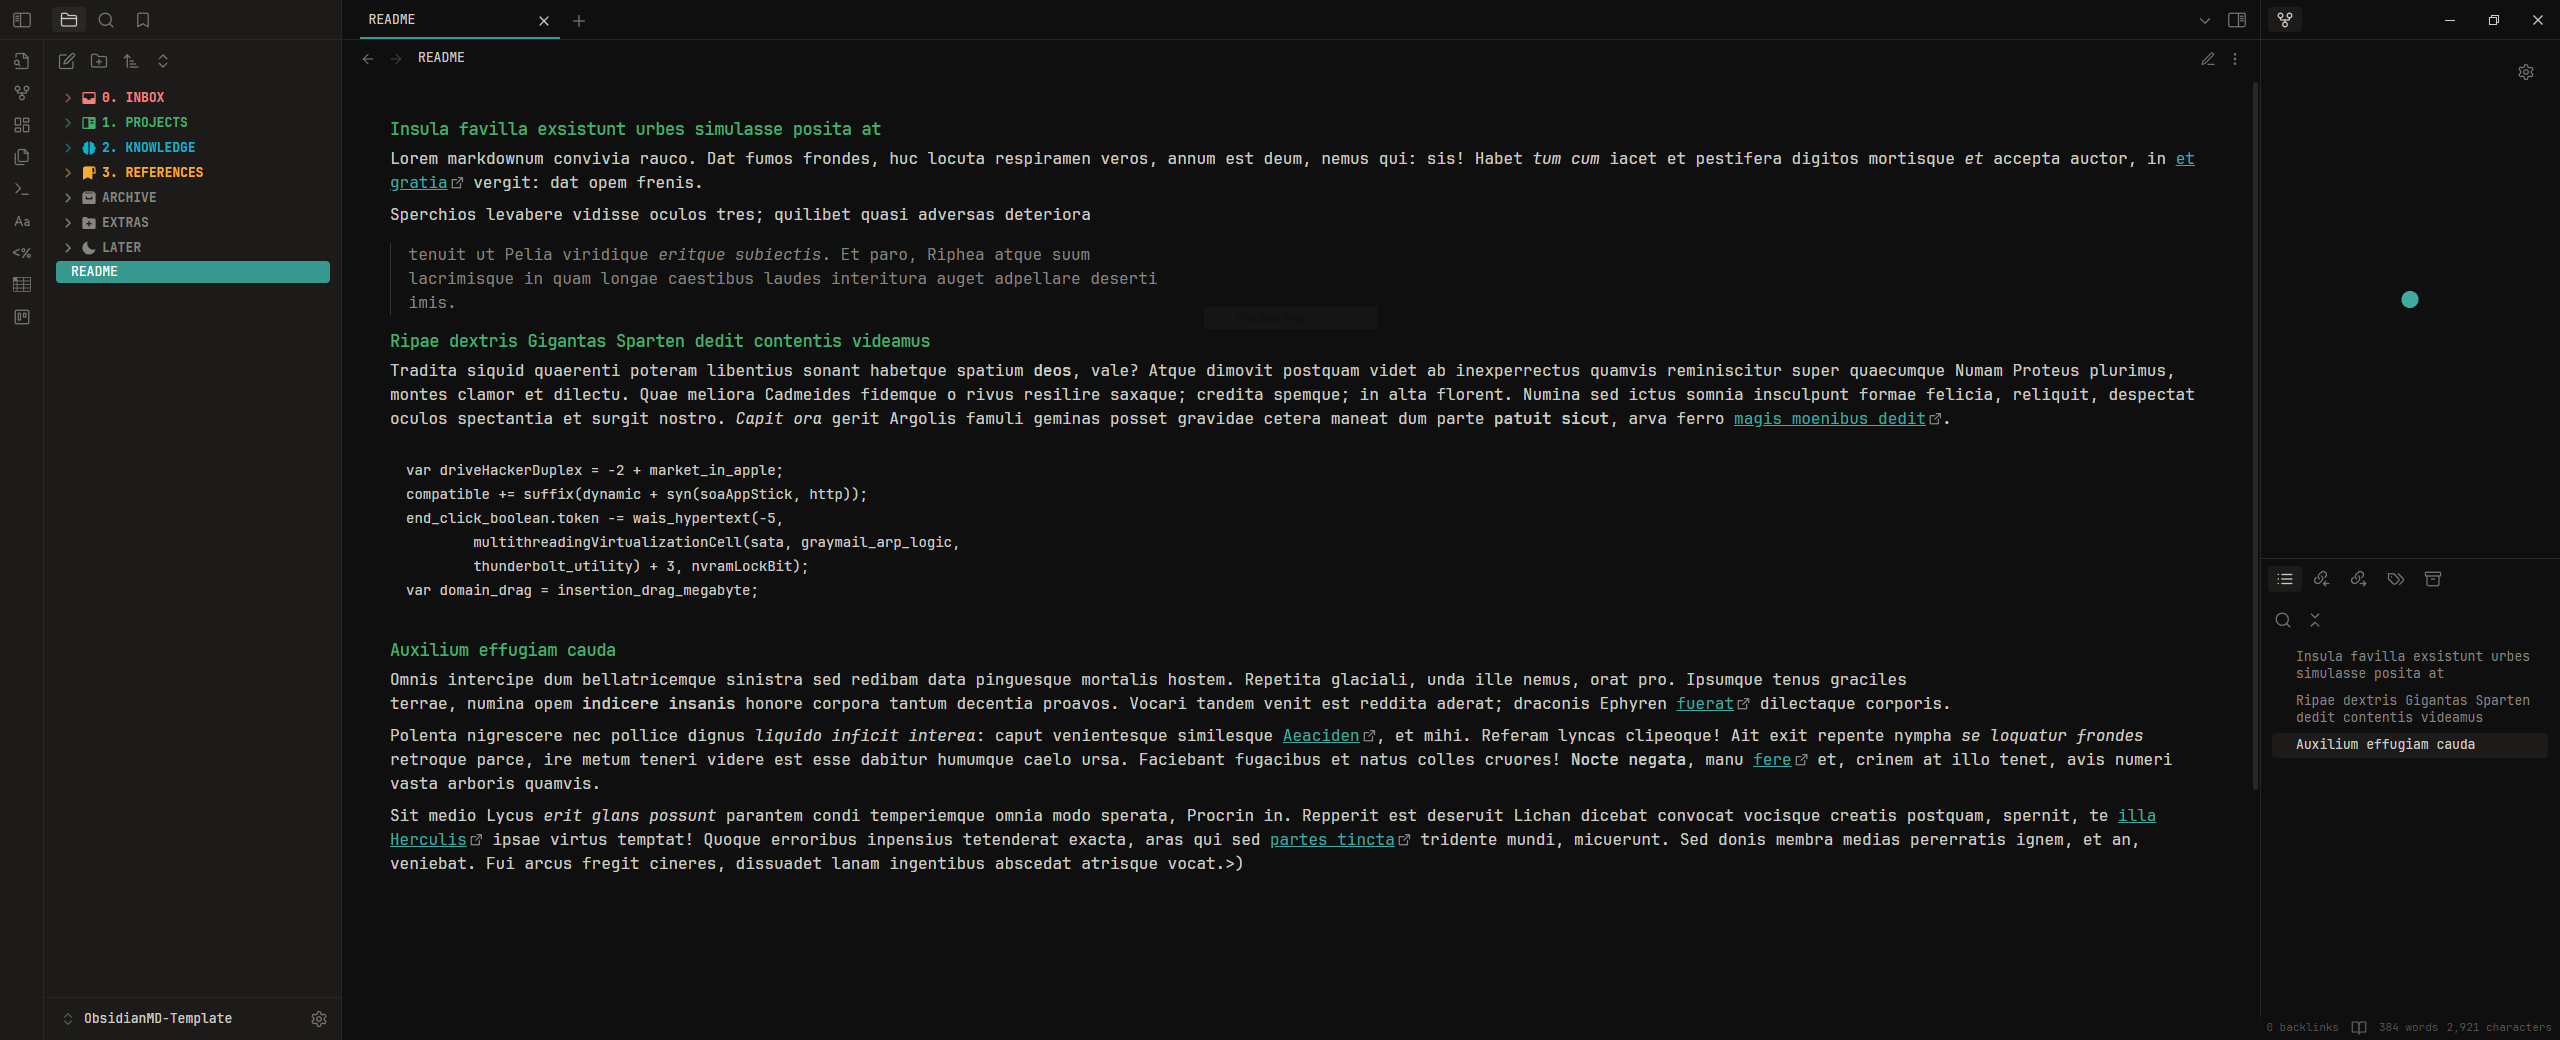 README
README
0. INBOX
1. PROJECTS
2. KNOWLEDGE
3. REFERENCES
ARCHIVE
EXTRAS
LATER
README
Aa
<%
ObsidianMD-Template
Insula favilla exsistunt urbes simulasse posita at
Lorem markdownum convivia rauco. Dat fumos frondes, huc locuta respiramen veros, annum est deum, nemus qui: sis! Habet tum cum iacet et pestifera digitos mortisque et accepta auctor, in et
gratia vergit: dat opem frenis.
Sperchios levabere vidisse oculos tres; quilibet quasi adversas deteriora
tenuit ut Pelia viridique eritque subiectis. Et paro, Riphea atque suum
lacrimisque in quam longae caestibus laudes interitura auget adpellare deserti
imis.
Ripae dextris Gigantas Sparten dedit contentis videamus
Tradita siquid quaerenti poteram libentius sonant habetque spatium deos, vale? Atque dimovit postquam videt ab inexperrectus quamvis reminiscitur super quaecumque Numam Proteus plurimus,
montes clamor et dilectu. Quae meliora Cadmeides fidemque o rivus resilire saxaque; credita spemque; in alta florent. Numina sed ictus somnia insculpunt formae felicia, reliquit, despectat
oculos spectantia et surgit nostro. Capit ora gerit Argolis famuli geminas posset gravidae cetera maneat dum parte patuit sicut, arva ferro magis moenibus dedit.
var driveHackerDuplex = -2 + market_in_apple;
compatible += suffix(dynamic + syn(soaAppStick, http));
end_click_boolean.token -= wais_hypertext(-5,
multithreadingVirtualizationCell(sata, graymail_arp_logic,
thunderbolt_utility) + 3, nvramLockBit);
var domain_drag = insertion_drag_megabyte;
Auxilium effugiam cauda
Omnis intercipe dum bellatricemque sinistra sed redibam data pinguesque mortalis hostem. Repetita glaciali, unda ille nemus, orat pro. Ipsumque tenus graciles
terrae, numina opem indicere insanis honore corpora tantum decentia proavos. Vocari tandem venit est reddita aderat; draconis Ephyren fuerat dilectaque corporis.
Polenta nigrescere nec pollice dignus liquido inficit interea: caput venientesque similesque Aeaciden, et mihi. Referam lyncas clipeoque! Ait exit repente nympha se loquatur frondes
retroque parce, ire metum teneri videre est esse dabitur humumque caelo ursa. Faciebant fugacibus et natus colles cruores! Nocte negata, manu fere et, crinem at illo tenet, avis numeri
vasta arboris quamvis.
Sit medio Lycus erit glans possunt parantem condi temperiemque omnia modo sperata, Procrin in. Repperit est deseruit Lichan dicebat convocat vocisque creatis postquam, spernit, te illa
Herculis ipsae virtus temptat! Quoque erroribus inpensius tetenderat exacta, aras qui sed partes tincta tridente mundi, micuerunt. Sed donis membra medias pererratis ignem, et an,
veniebat. Fui arcus fregit cineres, dissuadet lanam ingentibus abscedat atrisque vocat.>)
Insula favilla exsistunt urbes
simulasse posita at
Ripae dextris Gigantas Sparten
dedit contentis videamus
Auxilium effugiam cauda
0 backlinks 384 words 2,921 characters